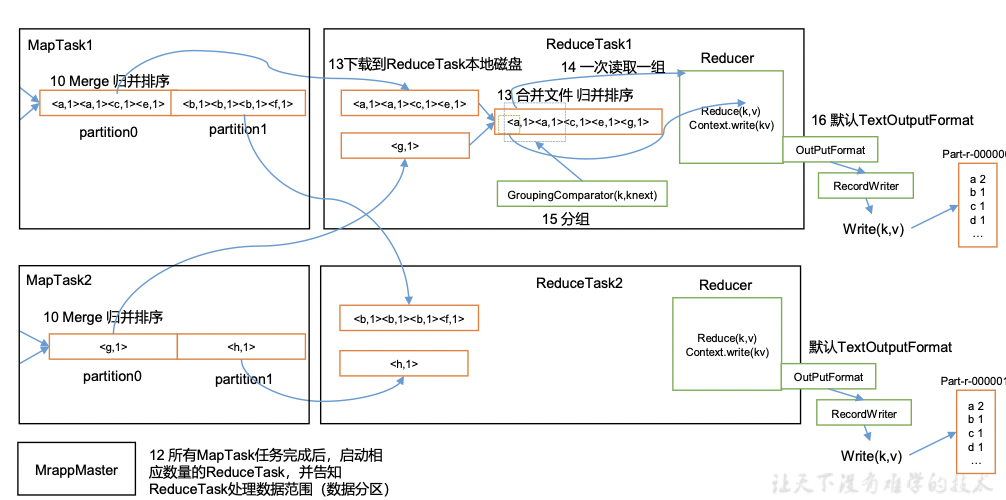 MapTask1
10 Merge 归并排序
<a,1><a,1><c,1><e,1>
<b,1><b,1><b,1><f,1>
partition0
partition1
ReduceTask1
13下载到ReduceTask本地磁盘
<a,1><a,1><c,1><e,1>
<g,1>
14 一次读取一组
13 合并文件 归并排序
<a,1><a,1><c,1><e,1><g,1>
GroupingComparator(k,knext)
15 分组
Reducer
Reduce(k,v)
Context.write(kv)
16 默认TextOutputFormat
OutPutFormat
RecordWriter
Write(k,v)
Part-r-000000
a 2
b 1
c 1
d 1
...
MapTask2
10 Merge 归并排序
<g,1>
<h,1>
partition0
partition1
ReduceTask2
<b,1><b,1><b,1><f,1>
<h,1>
Reducer
Reduce(k,v)
Context.write(kv)
默认TextOutputFormat
OutPutFormat
RecordWriter
Write(k,v)
Part-r-000001
a 2
b 1
c 1
d 1
...
MrappMaster
12 所有MapTask任务完成后，启动相
应数量的ReduceTask，并告知
ReduceTask处理数据范围（数据分区）
让天下没有难学的技术